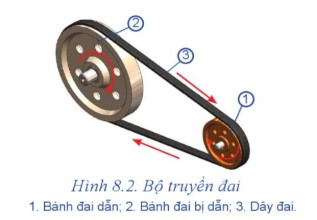 2
3
1
Hình 8.2. Bộ truyền đai
1. Bánh đai dẫn; 2. Bánh đai bị dẫn; 3. Dây đai.